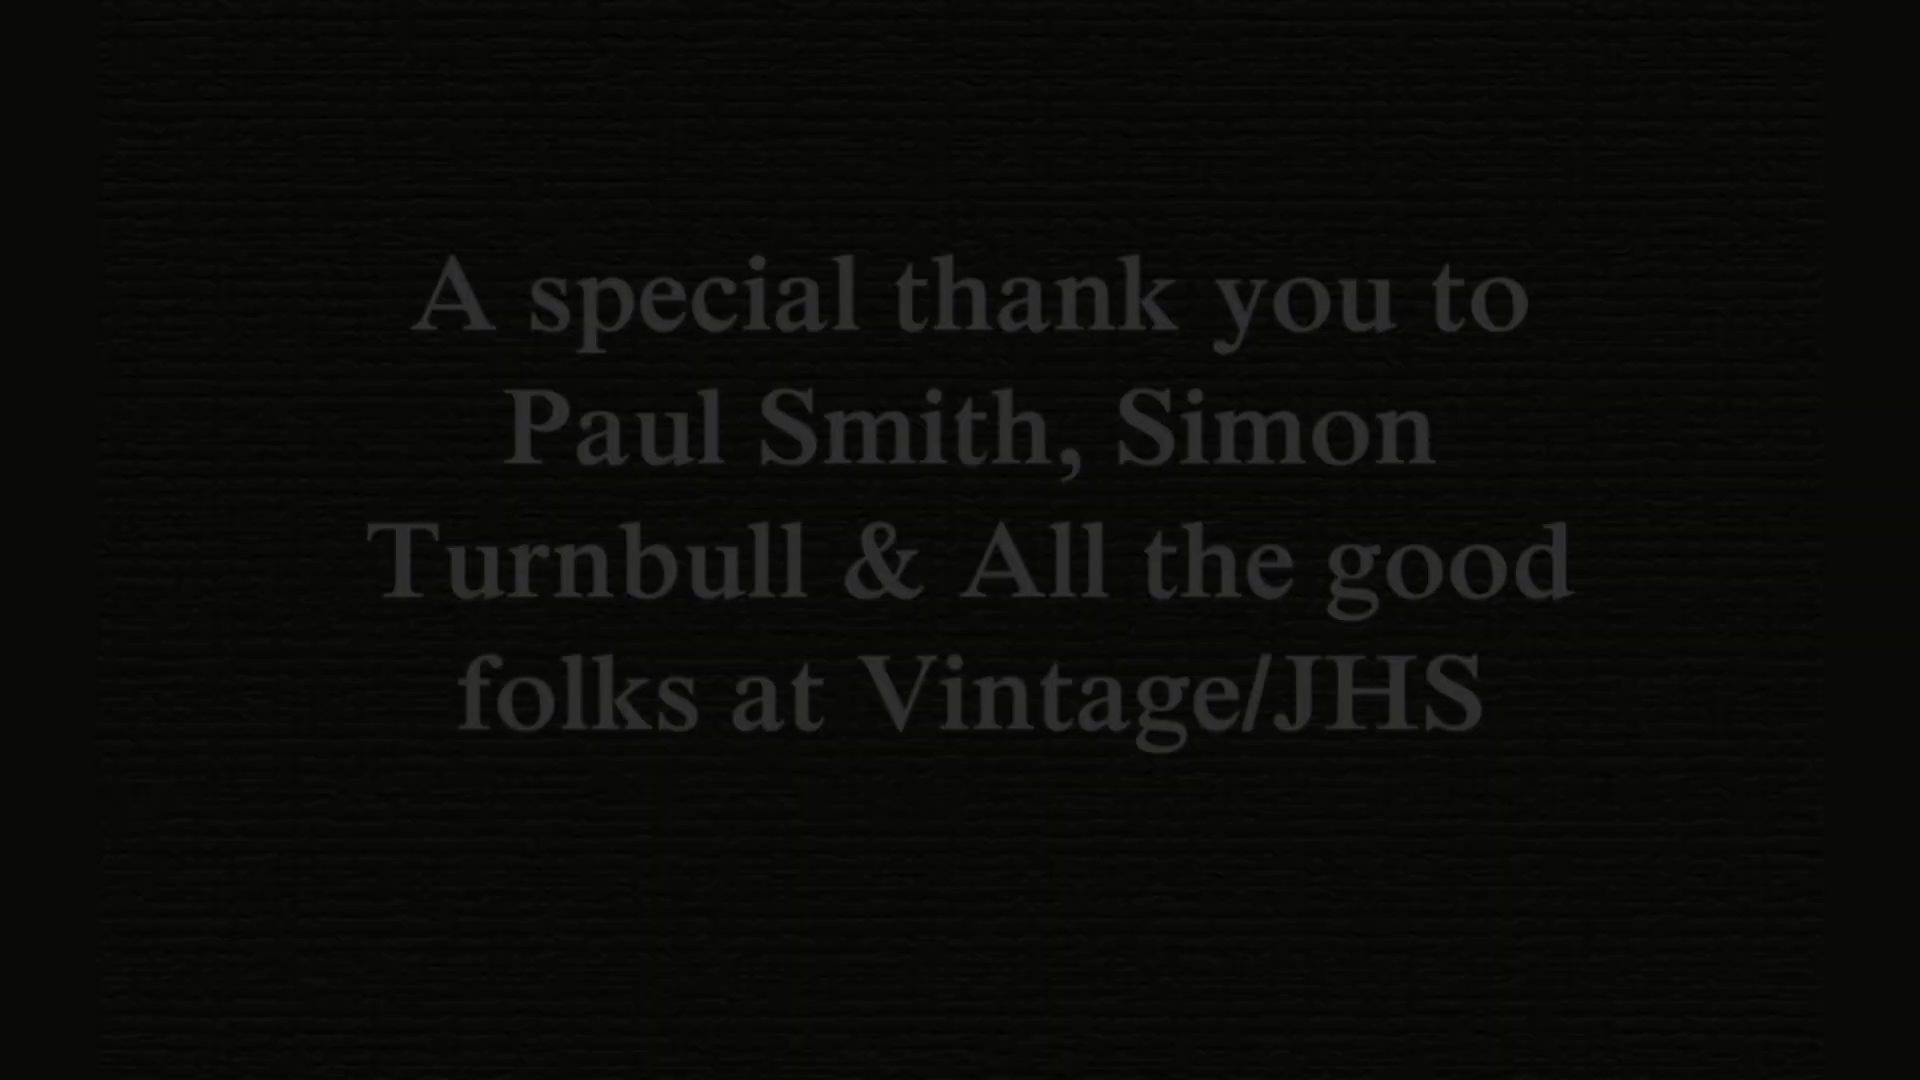 A special thank you to
Paul Smith, Simon
Turnbull & All the good
folks at Vintage/JHS